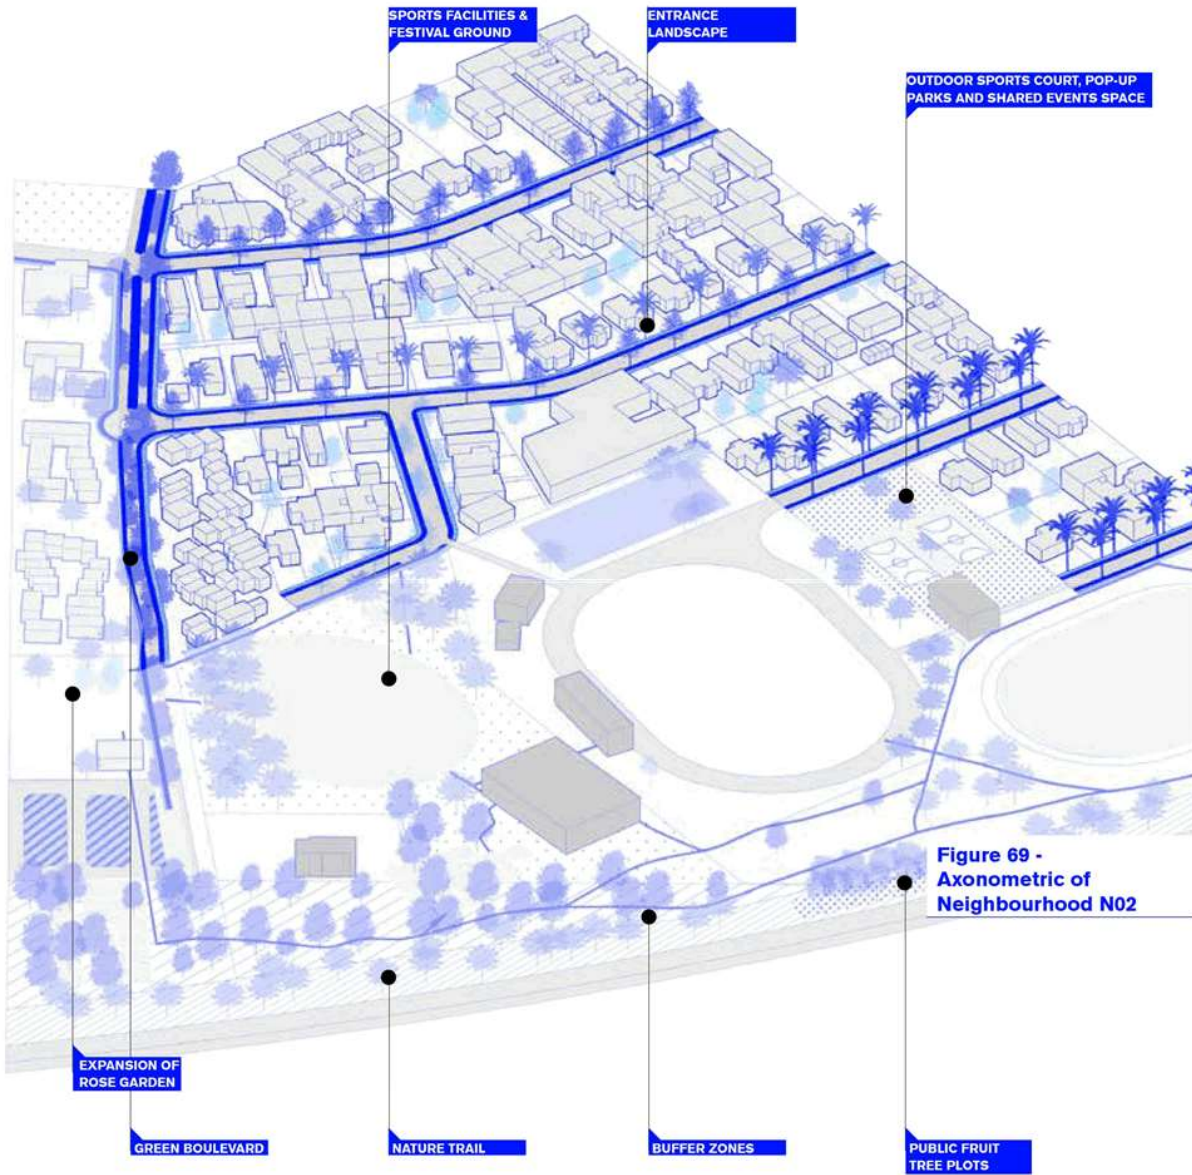 SPORTS FACILITIES &
FESTIVAL GROUND
ENTRANCE
LANDSCAPE
OUTDOOR SPORTS COURT, POP-UP
PARKS AND SHARED EVENTS SPACE
Figure 69 -
Axonometric of
Neighbourhood N02
EXPANSION OF
ROSE GARDEN
GREEN BOULEVARD
NATURE TRAIL
BUFFER ZONES
PUBLIC FRUIT
TREE PLOTS